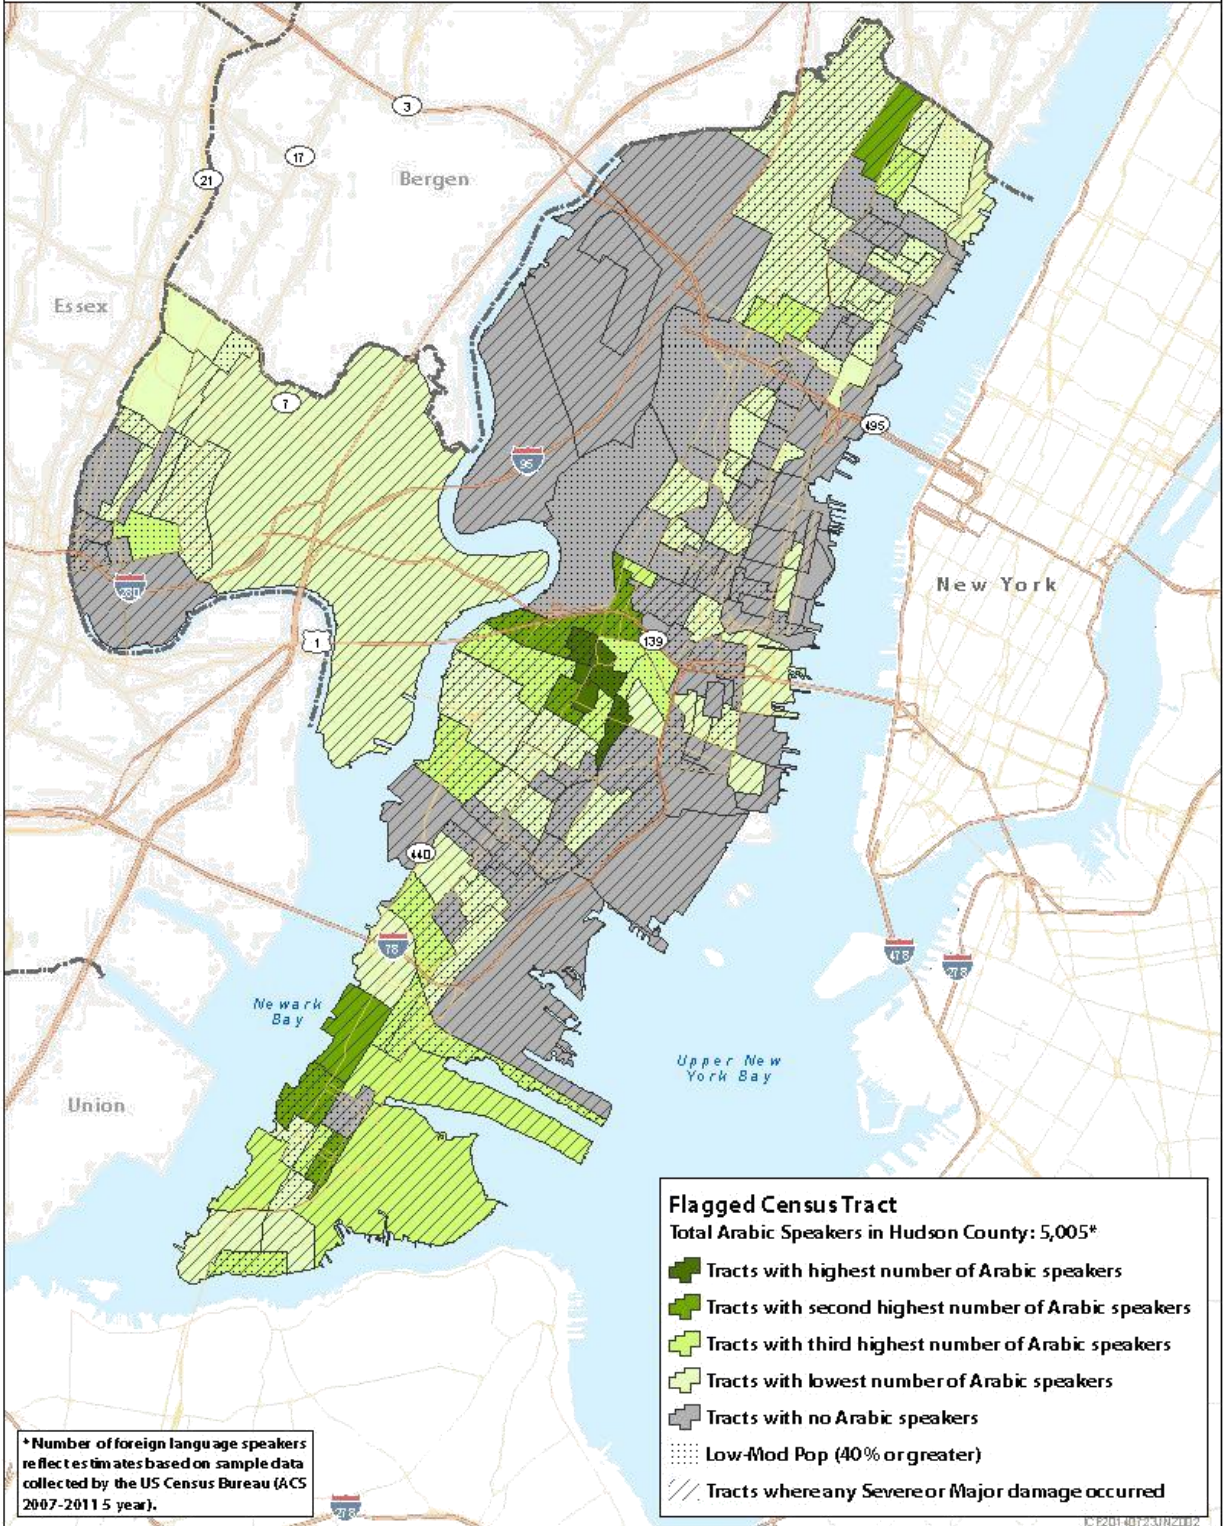 3
17
21
Bergen
Essex
7
495
95
New York
280
1
139
440
78
478
278
Newark
Bay
Upper New
York Bay
Union
Flagged Census Tract
Total Arabic Speakers in Hudson County: 5,005*
Tracts with highest number of Arabic speakers
Tracts with second highest number of Arabic speakers
Tracts with third highest number of Arabic speakers
Tracts with lowest number of Arabic speakers
Tracts with no Arabic speakers
Low-Mod Pop (40% or greater)
Tracts where any Severe or Major damage occurred
*Number of foreign language speakers
reflect estimates based on sample data
collected by the US Census Bureau (ACS
2007-2011 5 year).
278
ICF20140723JNZ002